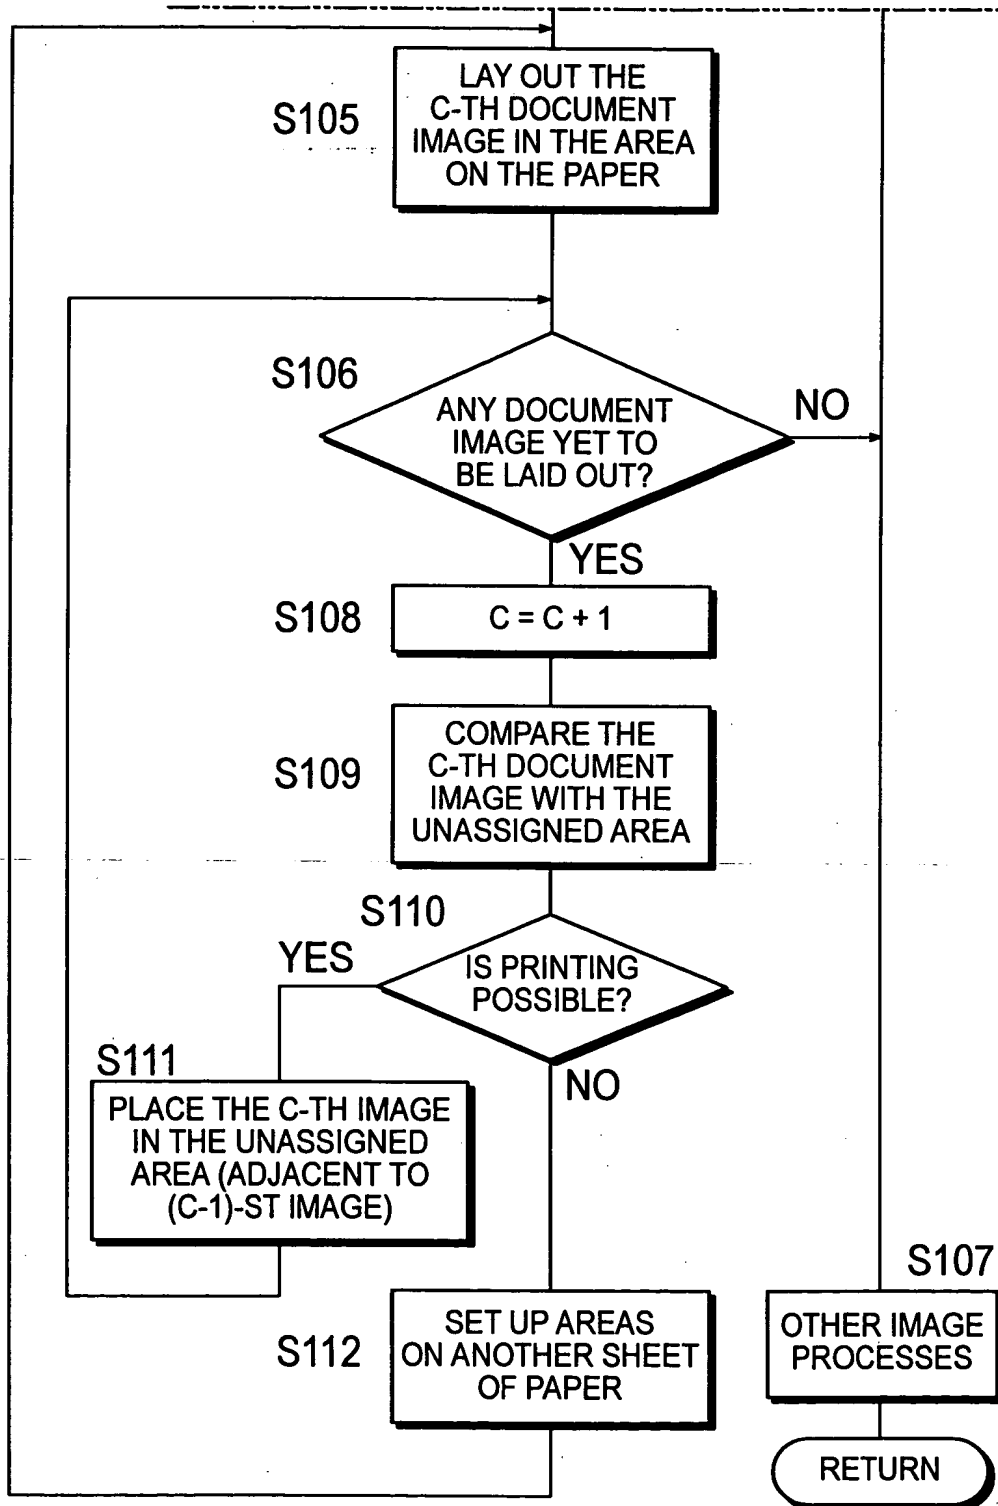 S105
LAY OUT THE
C-TH DOCUMENT
IMAGE IN THE AREA
ON THE PAPER
S106
ANY DOCUMENT
IMAGE YET TO
BE LAID OUT?
NO
YES
S108
C = C + 1
S109
COMPARE THE
C-TH DOCUMENT
IMAGE WITH THE
UNASSIGNED AREA
S110
YES
IS PRINTING
POSSIBLE?
NO
S111
PLACE THE C-TH IMAGE
IN THE UNASSIGNED
AREA (ADJACENT TO
(C-1)-ST IMAGE)
S112
SET UP AREAS
ON ANOTHER SHEET
OF PAPER
S107
OTHER IMAGE
PROCESSES
RETURN